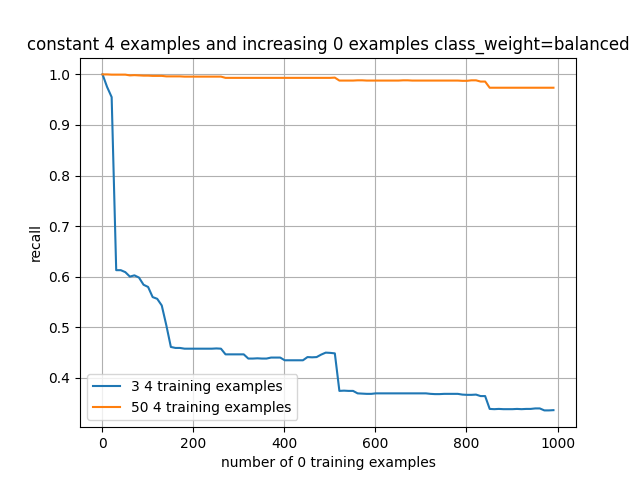 constant 4 examples and increasing 0 examples class_weight=balanced
1.0
0.9
0.8
0.7
0.6
0.5
0.4
recall
3 4 training examples
50 4 training examples
0 200 400 600 800 1000
number of 0 training examples